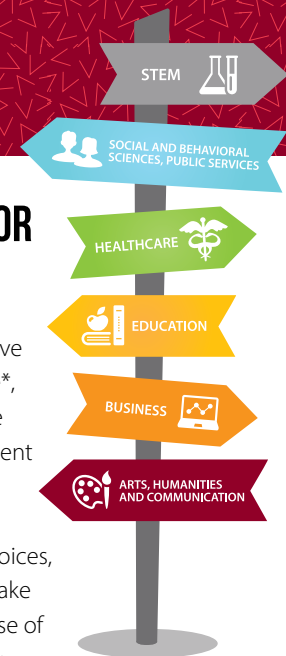 STEM
SOCIAL AND BEHAVIORAL
SCIENCES, PUBLIC SERVICES
OR
HEALTHCARE
EDUCATION
ve
*,
e
BUSINESS
ent
ARTS, HUMANITIES
AND COMMUNICATION
oices,
ake
se of